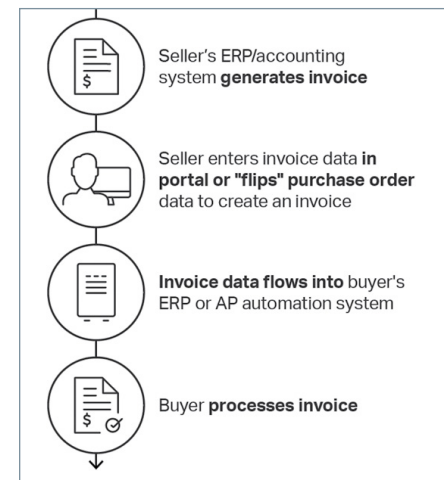 Seller's ERP/accounting
system generates invoice
Seller enters invoice data in
portal or "flips" purchase order
data to create an invoice
Invoice data flows into buyer's
ERP or AP automation system
Buyer processes invoice
$
$